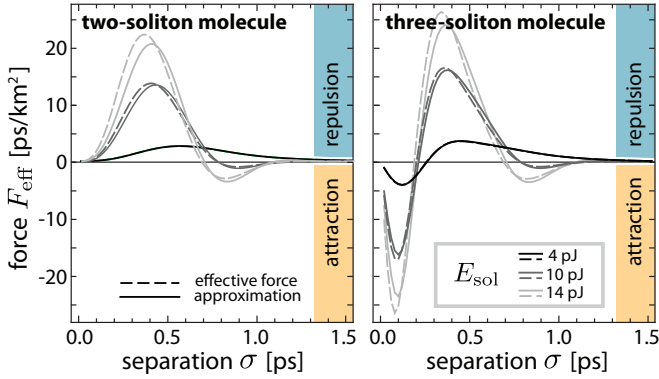 two-soliton molecule
three-soliton molecule
force F_eff [ps/km²]
20
10
0
-10
-20
repulsion
attraction
repulsion
attraction
effective force
approximation
E_sol
4 pJ
10 pJ
14 pJ
0.0
0.5
1.0
1.5
0.0
0.5
1.0
1.5
separation σ [ps]
separation σ [ps]